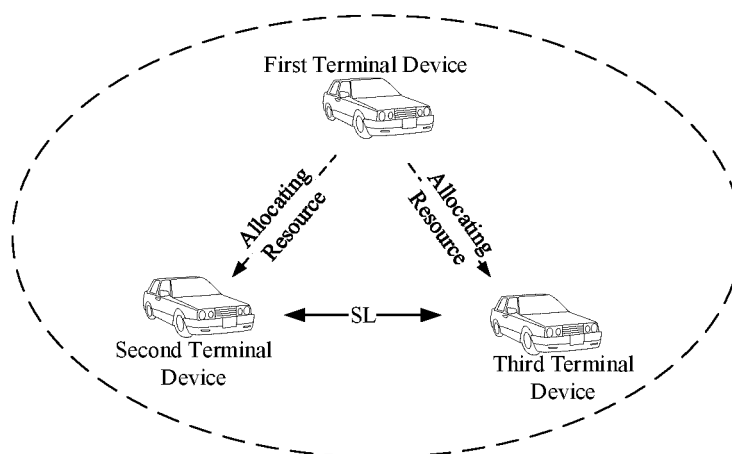 First Terminal Device
Allocating
Resource
Allocating
Resource
SL
Second Terminal
Device
Third Terminal
Device